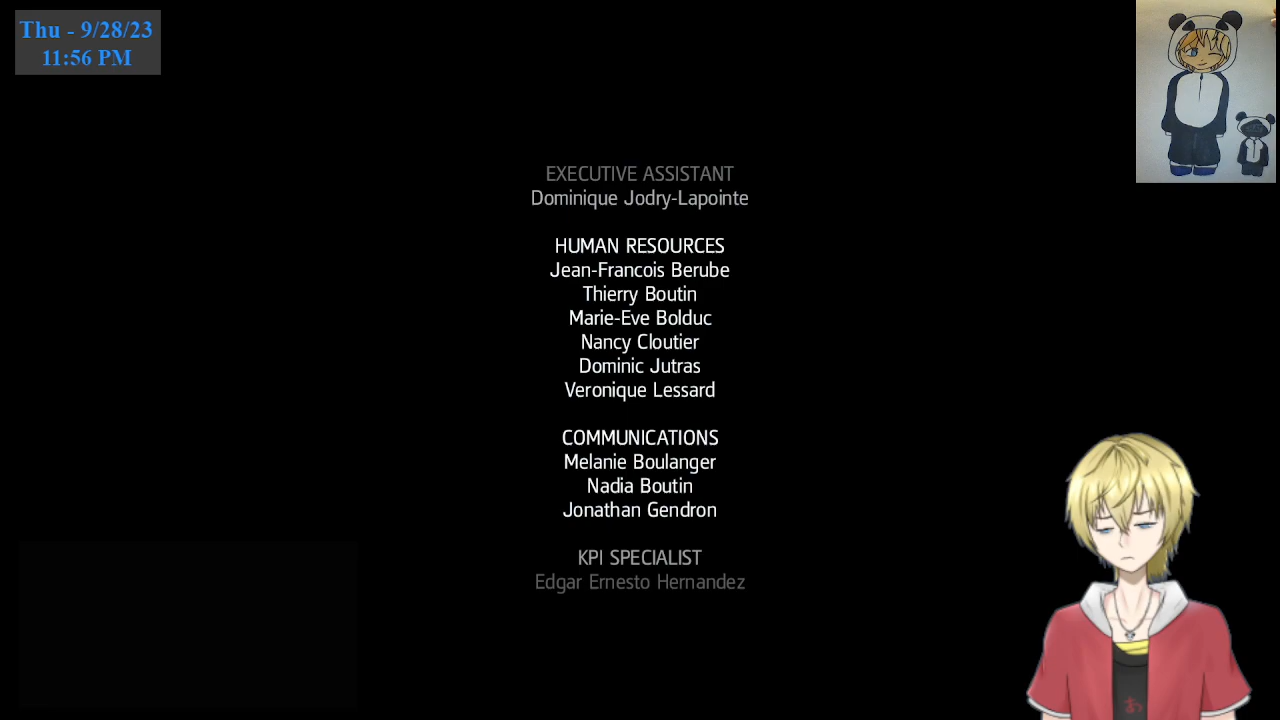 Thu - 9/28/23
11:56 PM
EXECUTIVE ASSISTANT
Dominique Jodry-Lapointe
HUMAN RESOURCES
Jean-Francois Berube
Thierry Boutin
Marie-Eve Bolduc
Nancy Cloutier
Dominic Jutras
Veronique Lessard
COMMUNICATIONS
Melanie Boulanger
Nadia Boutin
Jonathan Gendron
KPI SPECIALIST
Edgar Ernesto Hernandez
あ